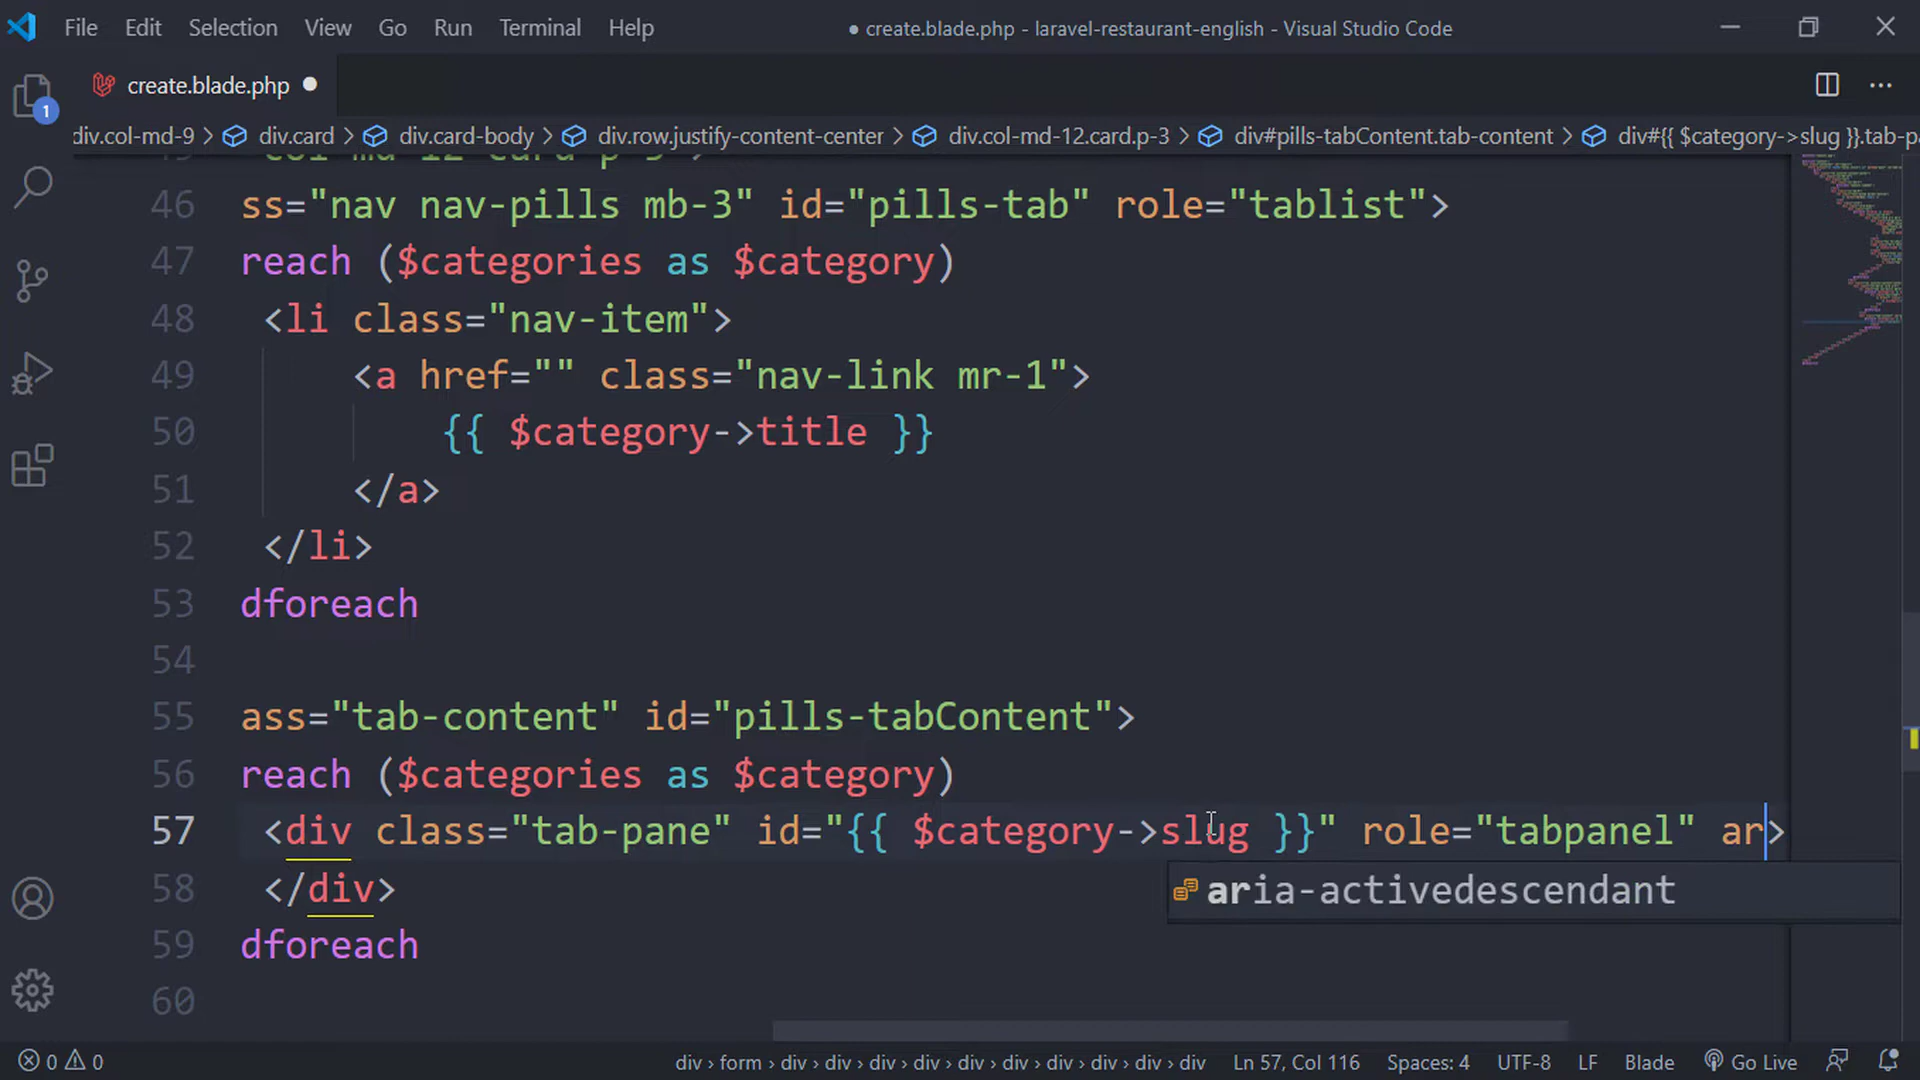 File Edit Selection View Go Run Terminal Help ● create.blade.php - laravel-restaurant-english - Visual Studio Code
create.blade.php ●
1
div.col-md-9 > div.card > div.card-body > div.row.justify-content-center > div.col-md-12.card.p-3 > div#pills-tabContent.tab-content > div#{{ $category->slug }}.tab-pa
46 ss="nav nav-pills mb-3" id="pills-tab" role="tablist">
47 reach ($categories as $category)
48 <li class="nav-item">
49 <a href="" class="nav-link mr-1">
50 {{ $category->title }}
51 </a>
52 </li>
53 dforeach
54
55 ass="tab-content" id="pills-tabContent">
56 reach ($categories as $category)
57 <div class="tab-pane" id="{{ $category->slug }}" role="tabpanel" ar>
aria-activedescendant
58 </div>
59 dforeach
60
0 0 div › form › div › div › div › div › div › div › div › div › div › div Ln 57, Col 116 Spaces: 4 UTF-8 LF Blade Go Live